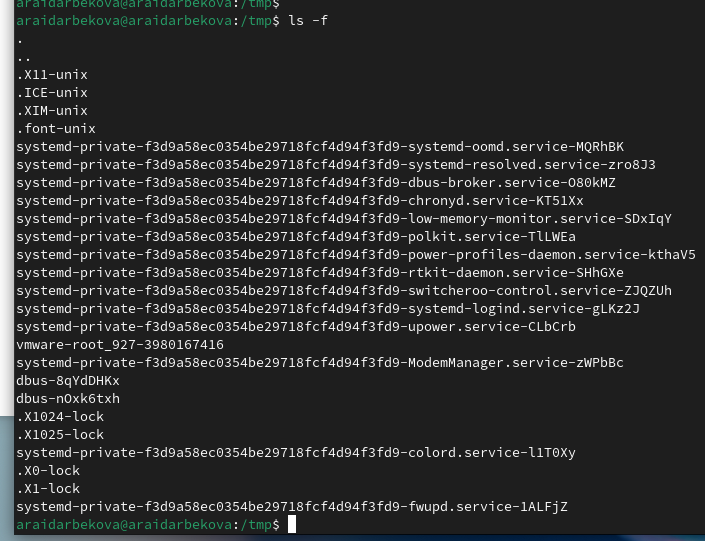 araidarbekova@araidarbekova:/tmp$
araidarbekova@araidarbekova:/tmp$ ls -f
.
..
.X11-unix
.ICE-unix
.XIM-unix
.font-unix
systemd-private-f3d9a58ec0354be29718fcf4d94f3fd9-systemd-oomd.service-MQRhBK
systemd-private-f3d9a58ec0354be29718fcf4d94f3fd9-systemd-resolved.service-zro8J3
systemd-private-f3d9a58ec0354be29718fcf4d94f3fd9-dbus-broker.service-O80kMZ
systemd-private-f3d9a58ec0354be29718fcf4d94f3fd9-chronyd.service-KT51Xx
systemd-private-f3d9a58ec0354be29718fcf4d94f3fd9-low-memory-monitor.service-SDxIqY
systemd-private-f3d9a58ec0354be29718fcf4d94f3fd9-polkit.service-TlLWEa
systemd-private-f3d9a58ec0354be29718fcf4d94f3fd9-power-profiles-daemon.service-kthaV5
systemd-private-f3d9a58ec0354be29718fcf4d94f3fd9-rtkit-daemon.service-SHhGXe
systemd-private-f3d9a58ec0354be29718fcf4d94f3fd9-switcheroo-control.service-ZJQZUh
systemd-private-f3d9a58ec0354be29718fcf4d94f3fd9-systemd-logind.service-gLKz2J
systemd-private-f3d9a58ec0354be29718fcf4d94f3fd9-upower.service-CLbCrb
vmware-root_927-3980167416
systemd-private-f3d9a58ec0354be29718fcf4d94f3fd9-ModemManager.service-zWPbBc
dbus-8qYdDHKx
dbus-nOxk6txh
.X1024-lock
.X1025-lock
systemd-private-f3d9a58ec0354be29718fcf4d94f3fd9-colord.service-l1T0Xy
.X0-lock
.X1-lock
systemd-private-f3d9a58ec0354be29718fcf4d94f3fd9-fwupd.service-1ALFjZ
araidarbekova@araidarbekova:/tmp$